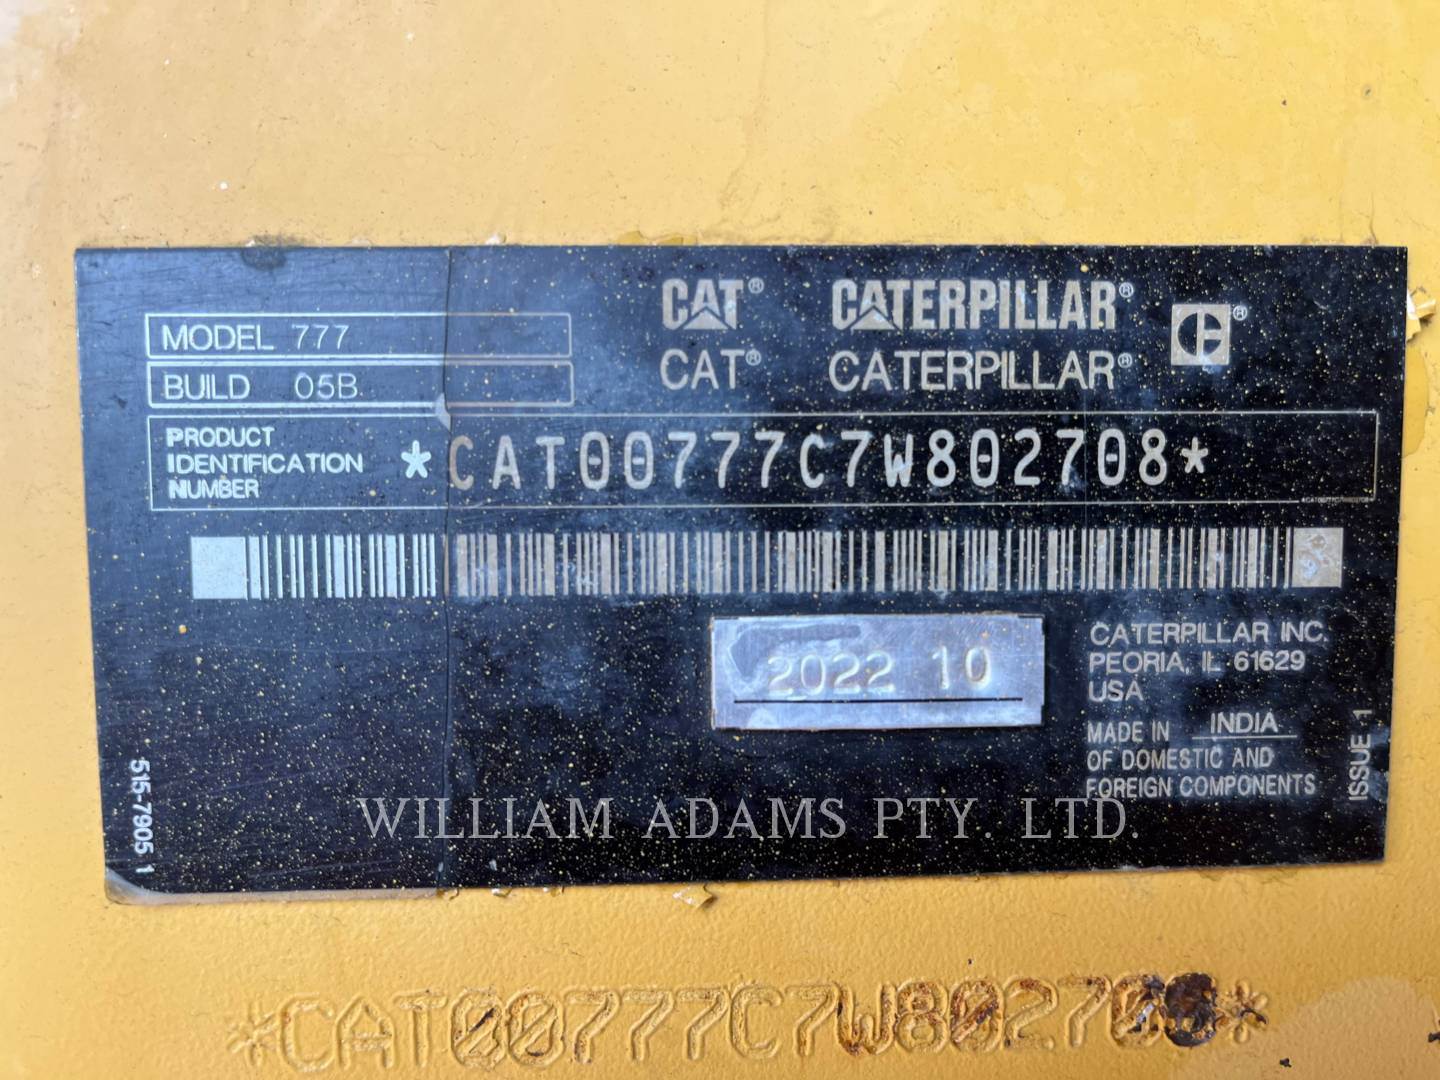 CAT® CATERPILLAR® ®
MODEL 777
CAT® CATERPILLAR®
BUILD 05B
PRODUCT
IDENTIFICATION
NUMBER
*CAT00777C7W802708*
CATERPILLAR INC.
PEORIA, IL 61629
USA
2022 10
MADE IN INDIA
OF DOMESTIC AND
FOREIGN COMPONENTS
ISSUE 1
515-7905 1
WILLIAM ADAMS PTY. LTD.
*CAT00777C7W802708*